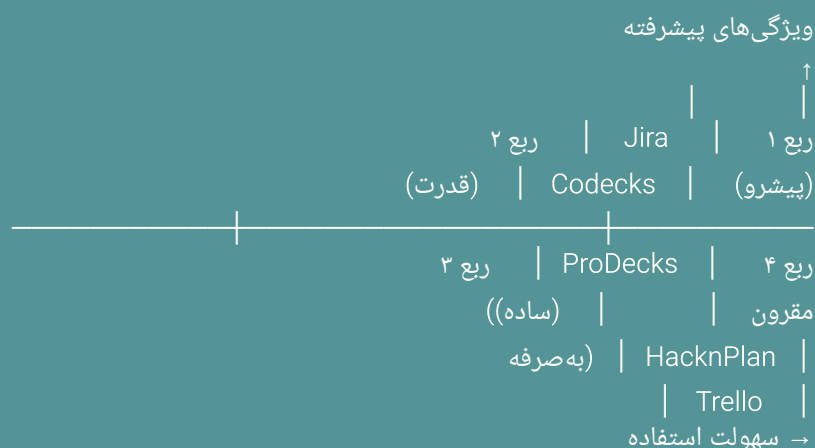 ویژگی‌های پیشرفته
↑
| |
ربع ۱ | Jira | ربع ۲
(پیشرو) | Codecks | (قدرت)
────────┼────────────────┼──────────
ربع ۴ | ProDecks | ربع ۳
مقرون | | (ساده))
| HacknPlan | (به‌صرفه
| Trello |
→ سهولت استفاده